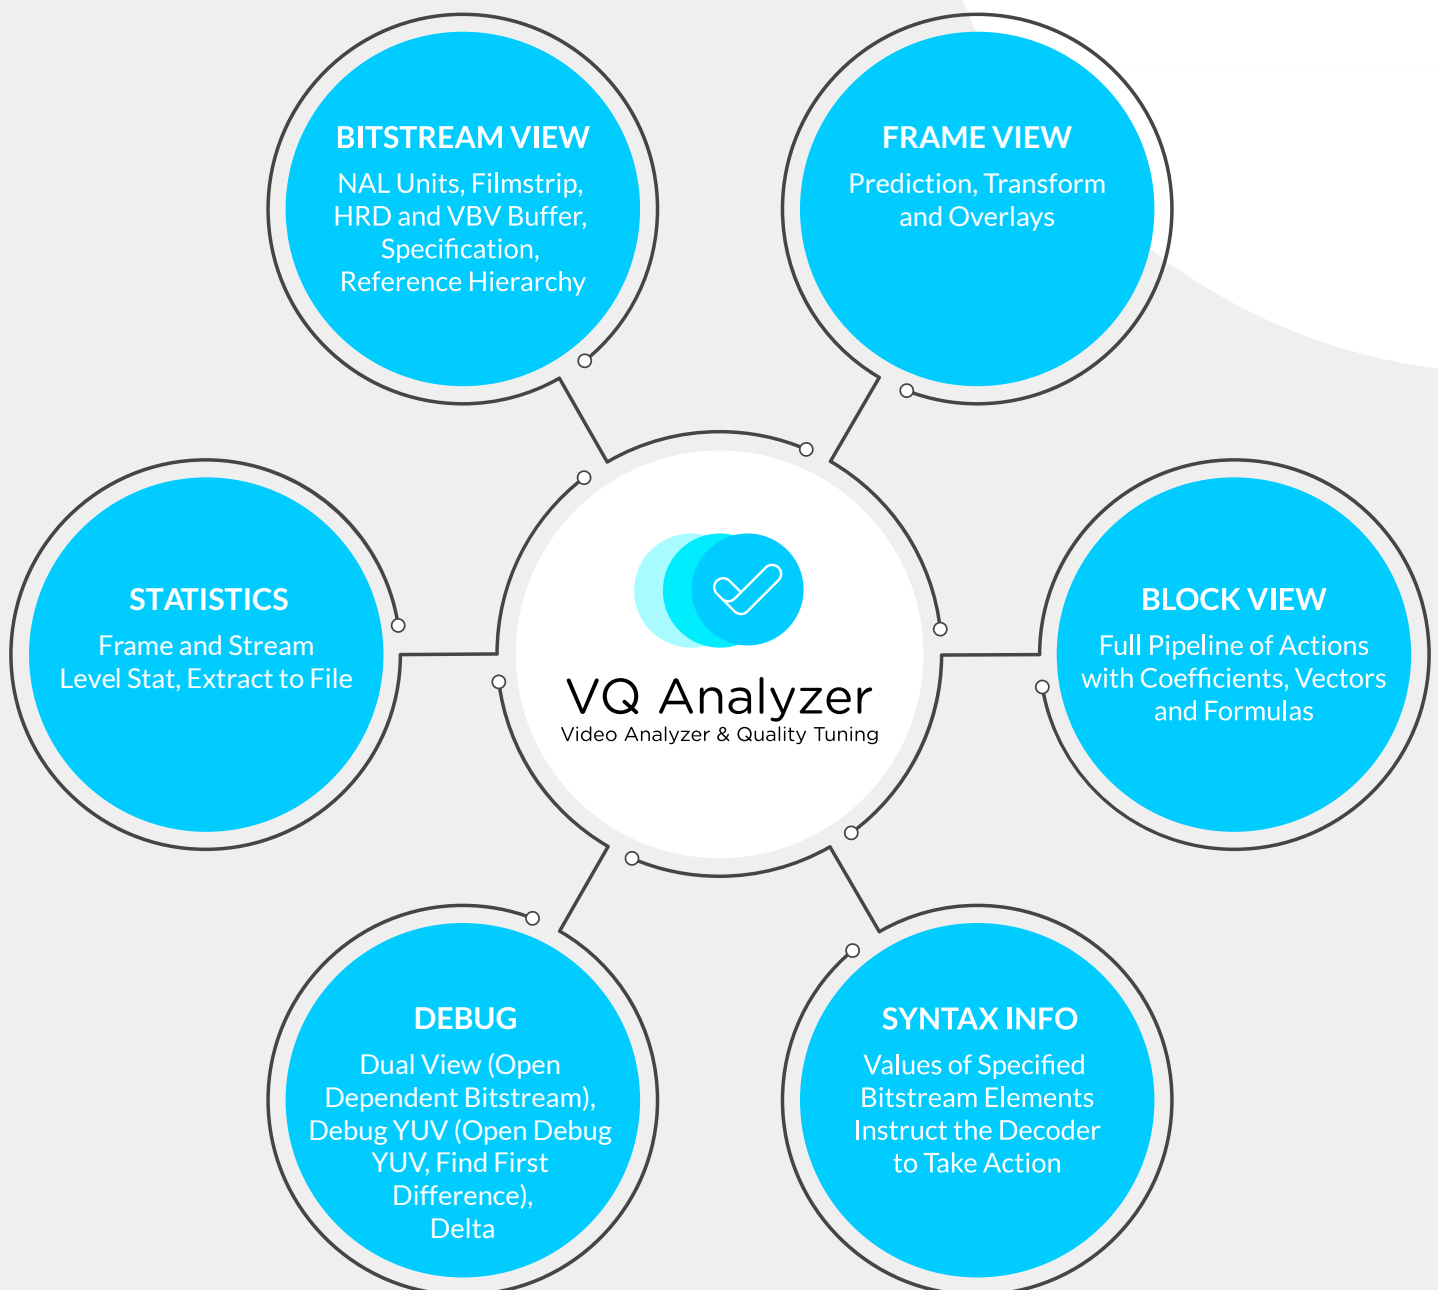 BITSTREAM VIEW
NAL Units, Filmstrip,
HRD and VBV Buffer,
Specification,
Reference Hierarchy
FRAME VIEW
Prediction, Transform
and Overlays
STATISTICS
Frame and Stream
Level Stat, Extract to File
VQ Analyzer
Video Analyzer & Quality Tuning
BLOCK VIEW
Full Pipeline of Actions
with Coefficients, Vectors
and Formulas
DEBUG
Dual View (Open
Dependent Bitstream),
Debug YUV (Open Debug
YUV, Find First
Difference),
Delta
SYNTAX INFO
Values of Specified
Bitstream Elements
Instruct the Decoder
to Take Action